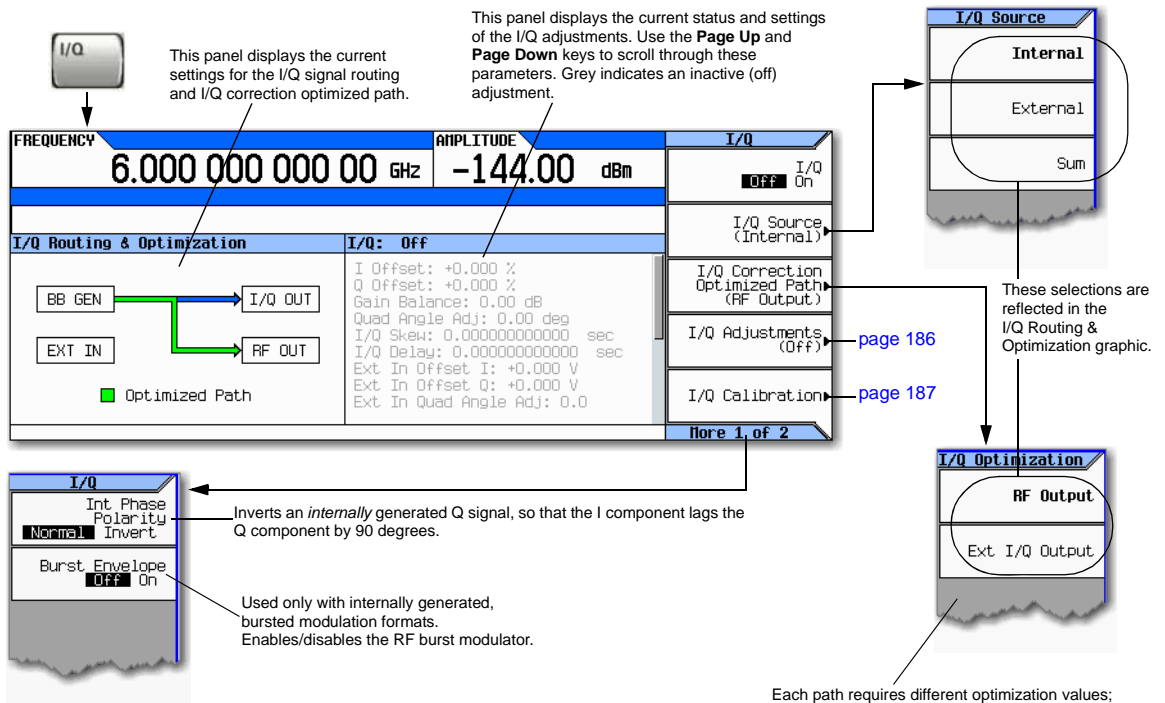 I/Q
This panel displays the current
settings for the I/Q signal routing
and I/Q correction optimized path.
This panel displays the current status and settings
of the I/Q adjustments. Use the Page Up and
Page Down keys to scroll through these
parameters. Grey indicates an inactive (off)
adjustment.
I/Q Source
Internal
External
Sum
FREQUENCY
6.000 000 000 00 GHz
AMPLITUDE
-144.00 dBm
I/Q Routing & Optimization
BB GEN
I/Q OUT
EXT IN
RF OUT
Optimized Path
I/Q: Off
I Offset: +0.000 %
Q Offset: +0.000 %
Gain Balance: 0.00 dB
Quad Angle Adj: 0.00 deg
I/Q Skew: 0.000000000000 sec
I/Q Delay: 0.000000000000 sec
Ext In Offset I: +0.000 V
Ext In Offset Q: +0.000 V
Ext In Quad Angle Adj: 0.0
I/Q
I/Q
Off On
I/Q Source
(Internal)
I/Q Correction
Optimized Path
(RF Output)
I/Q Adjustments
(Off)
I/Q Calibration
More 1 of 2
page 186
page 187
These selections are
reflected in the
I/Q Routing &
Optimization graphic.
I/Q
Int Phase
Polarity
Normal Invert
Burst Envelope
Off On
Inverts an internally generated Q signal, so that the I component lags the
Q component by 90 degrees.
Used only with internally generated,
bursted modulation formats.
Enables/disables the RF burst modulator.
I/Q Optimization
RF Output
Ext I/Q Output
Each path requires different optimization values;